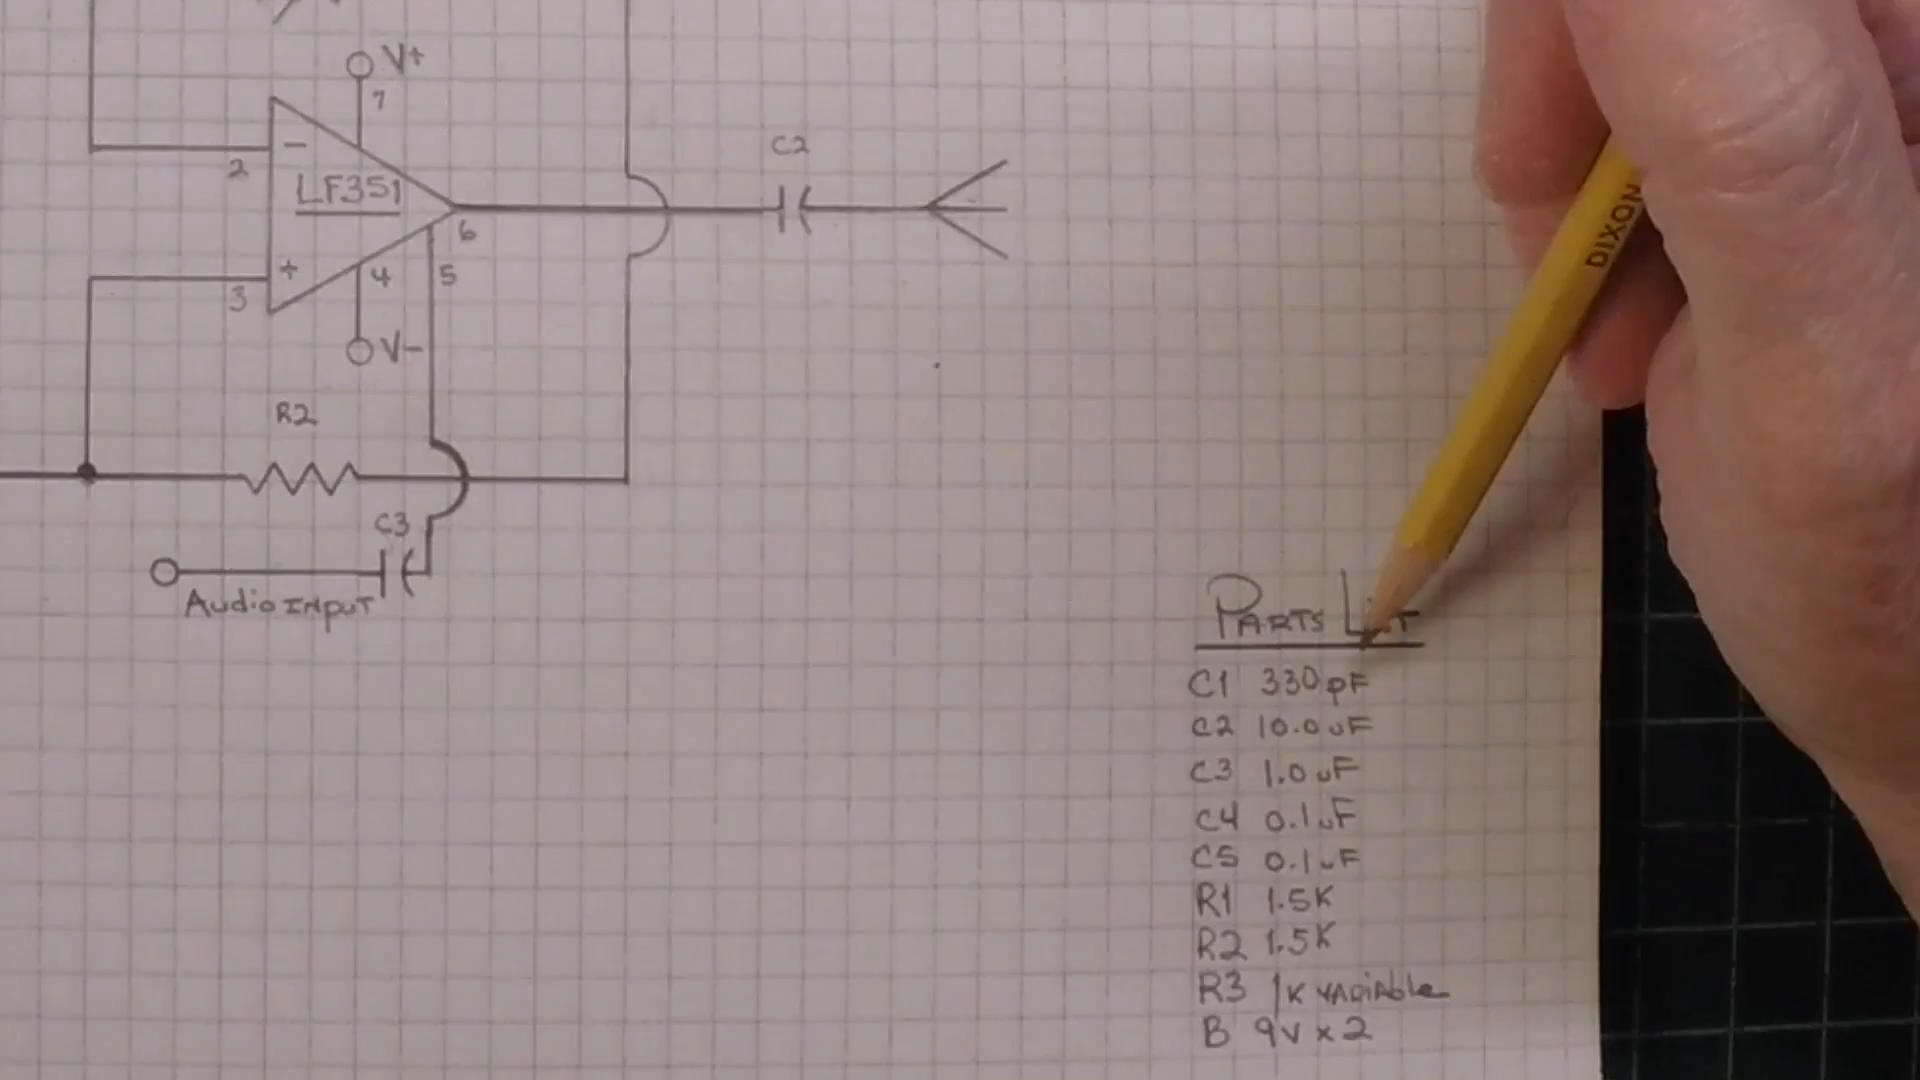 V+
7
C2
2
-
LF351
6
+
4
5
3
V-
R2
C3
Audio INPUT
DIXON
PARTS
C1 330pF
C2 10.0uF
C3 1.0uF
C4 0.1uF
C5 0.1uF
R1 1.5K
R2 1.5K
R3 1K VARiAble
B 9V x 2